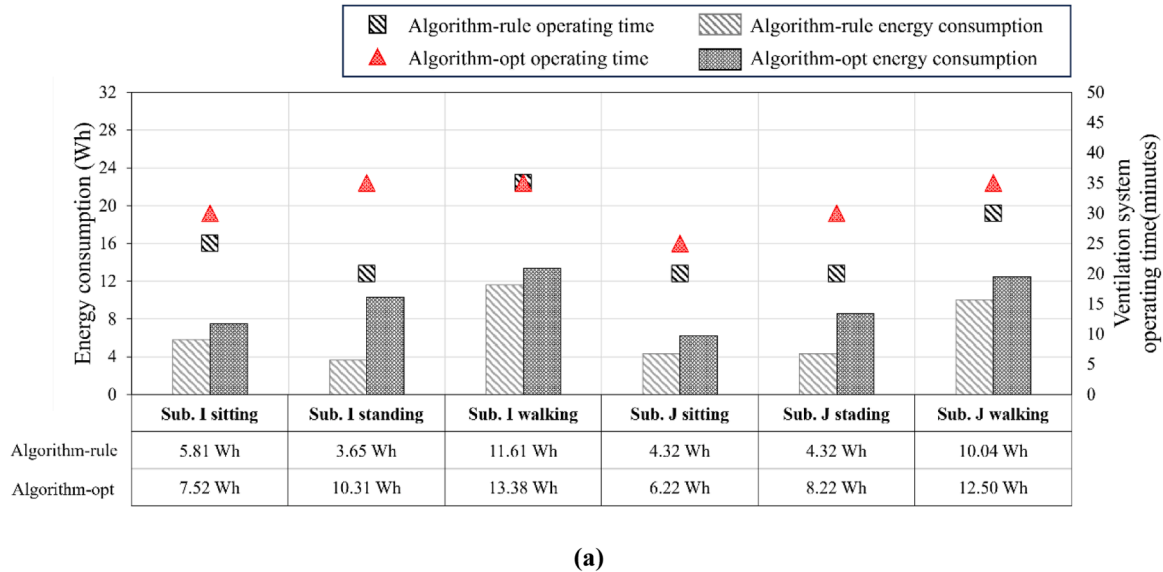 Algorithm-rule operating time Algorithm-rule energy consumption
Algorithm-opt operating time Algorithm-opt energy consumption
Energy consumption (Wh)
32
28
24
20
16
12
8
4
0
50
45
40
35
30
25
20
15
10
5
0
Ventilation system
operating time(minutes)
Sub. I sitting Sub. I standing Sub. I walking Sub. J sitting Sub. J stading Sub. J walking
Algorithm-rule 5.81 Wh 3.65 Wh 11.61 Wh 4.32 Wh 4.32 Wh 10.04 Wh
Algorithm-opt 7.52 Wh 10.31 Wh 13.38 Wh 6.22 Wh 8.22 Wh 12.50 Wh
(a)